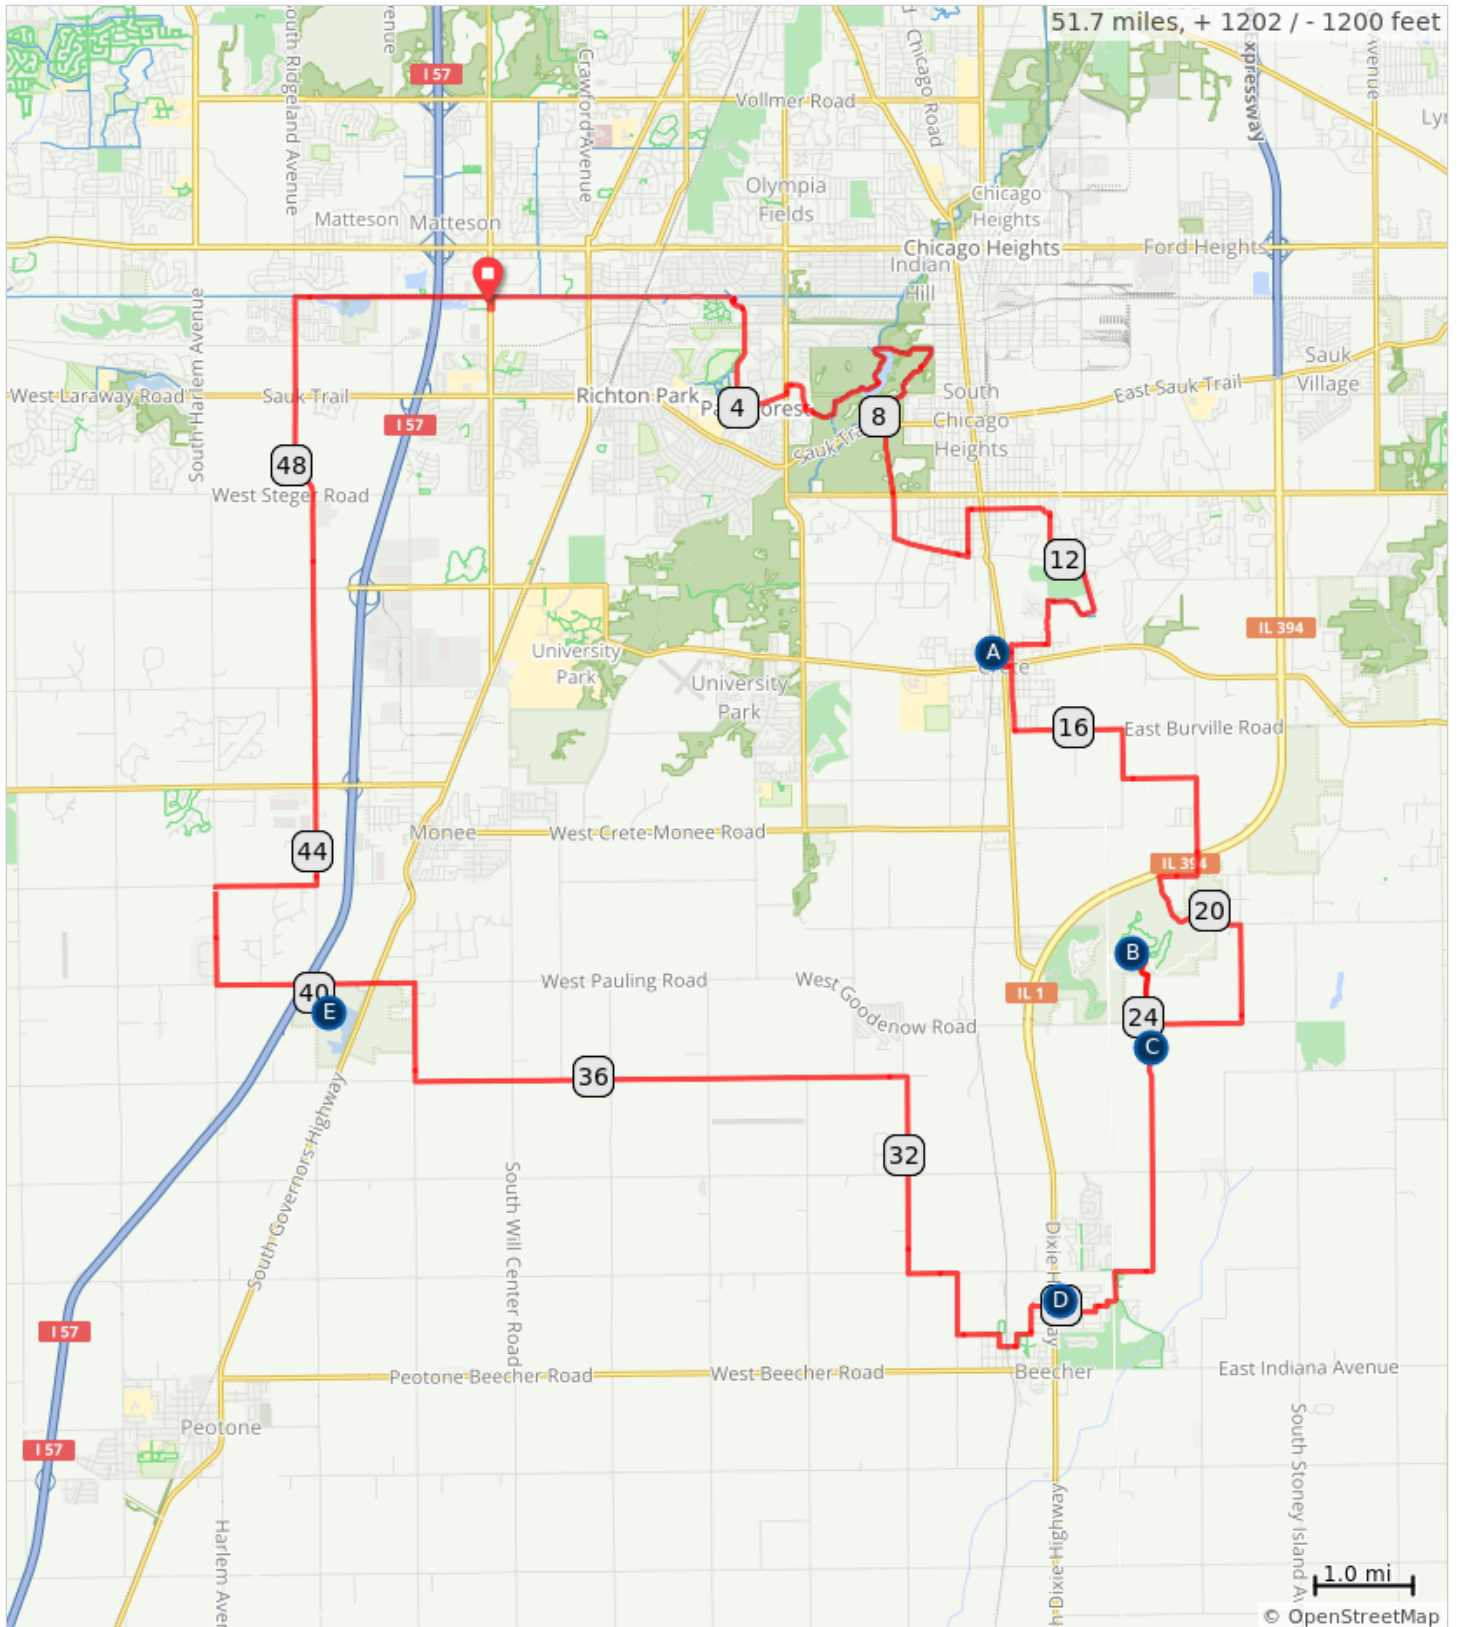 51.7 miles, + 1202 / - 1200 feet
South Ridgeland Avenue
Crawford Avenue
Chicago Road
Expressway
Avenue
I 57
Vollmer Road
Olympia
Fields
Chicago
Heights
Matteson
Matteson
Chicago Heights
Ford Heights
Indian
Hill
South Harlem Avenue
West Laraway Road
Sauk Trail
Richton Park
4
8
South
Chicago
Heights
East Sauk Trail
Sauk
Village
I 57
48
West Steger Road
12
IL 394
University
Park
University
Park
A
16
East Burville Road
Monee
West Crete-Monee Road
44
IL 394
20
B
West Pauling Road
West Goodenow Road
IL 1
40
E
24
C
36
South Governors Highway
32
South Will Center Road
D
I 57
Peotone Beecher Road
West Beecher Road
Beecher
East Indiana Avenue
Peotone
I 57
South Stoney Island Av
1.0 mi
© OpenStreetMap